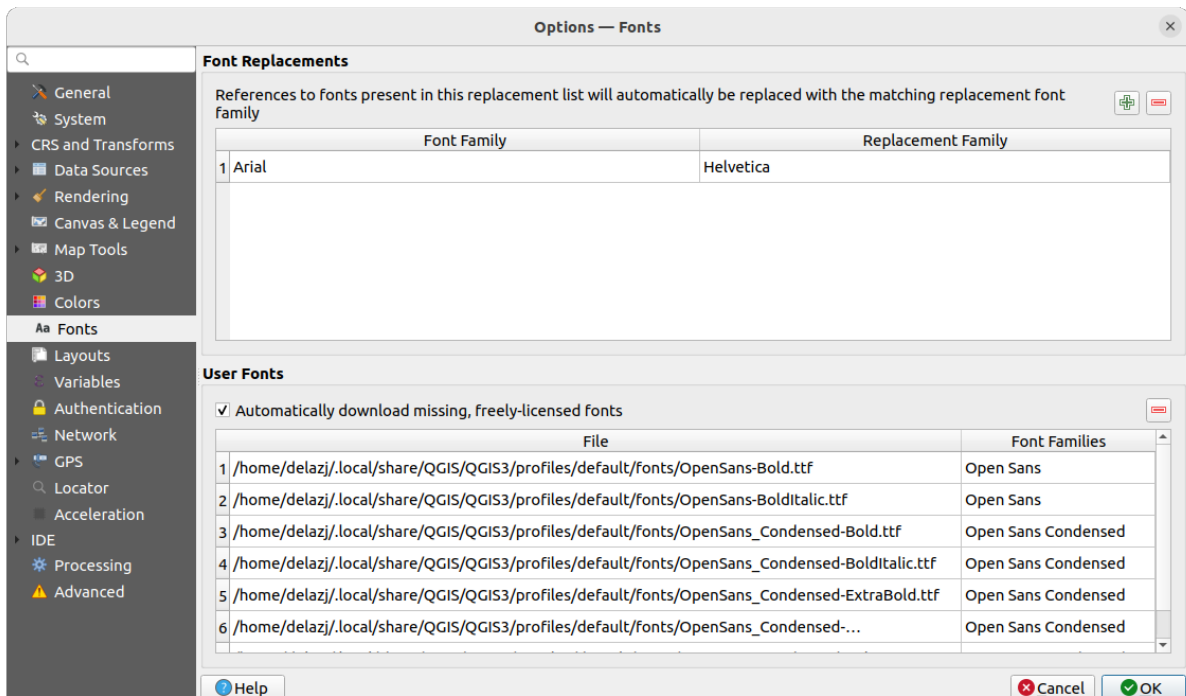 Options — Fonts
General
System
CRS and Transforms
Data Sources
Rendering
Canvas & Legend
Map Tools
3D
Colors
Aa Fonts
Layouts
Variables
Authentication
Network
GPS
Locator
Acceleration
IDE
Processing
Advanced
Font Replacements
References to fonts present in this replacement list will automatically be replaced with the matching replacement font
family
Font Family Replacement Family
1 Arial Helvetica
User Fonts
Automatically download missing, freely-licensed fonts
File Font Families
1 /home/delazj/.local/share/QGIS/QGIS3/profiles/default/fonts/OpenSans-Bold.ttf Open Sans
2 /home/delazj/.local/share/QGIS/QGIS3/profiles/default/fonts/OpenSans-BoldItalic.ttf Open Sans
3 /home/delazj/.local/share/QGIS/QGIS3/profiles/default/fonts/OpenSans_Condensed-Bold.ttf Open Sans Condensed
4 /home/delazj/.local/share/QGIS/QGIS3/profiles/default/fonts/OpenSans_Condensed-BoldItalic.ttf Open Sans Condensed
5 /home/delazj/.local/share/QGIS/QGIS3/profiles/default/fonts/OpenSans_Condensed-ExtraBold.ttf Open Sans Condensed
6 /home/delazj/.local/share/QGIS/QGIS3/profiles/default/fonts/OpenSans_Condensed-... Open Sans Condensed
Help Cancel OK